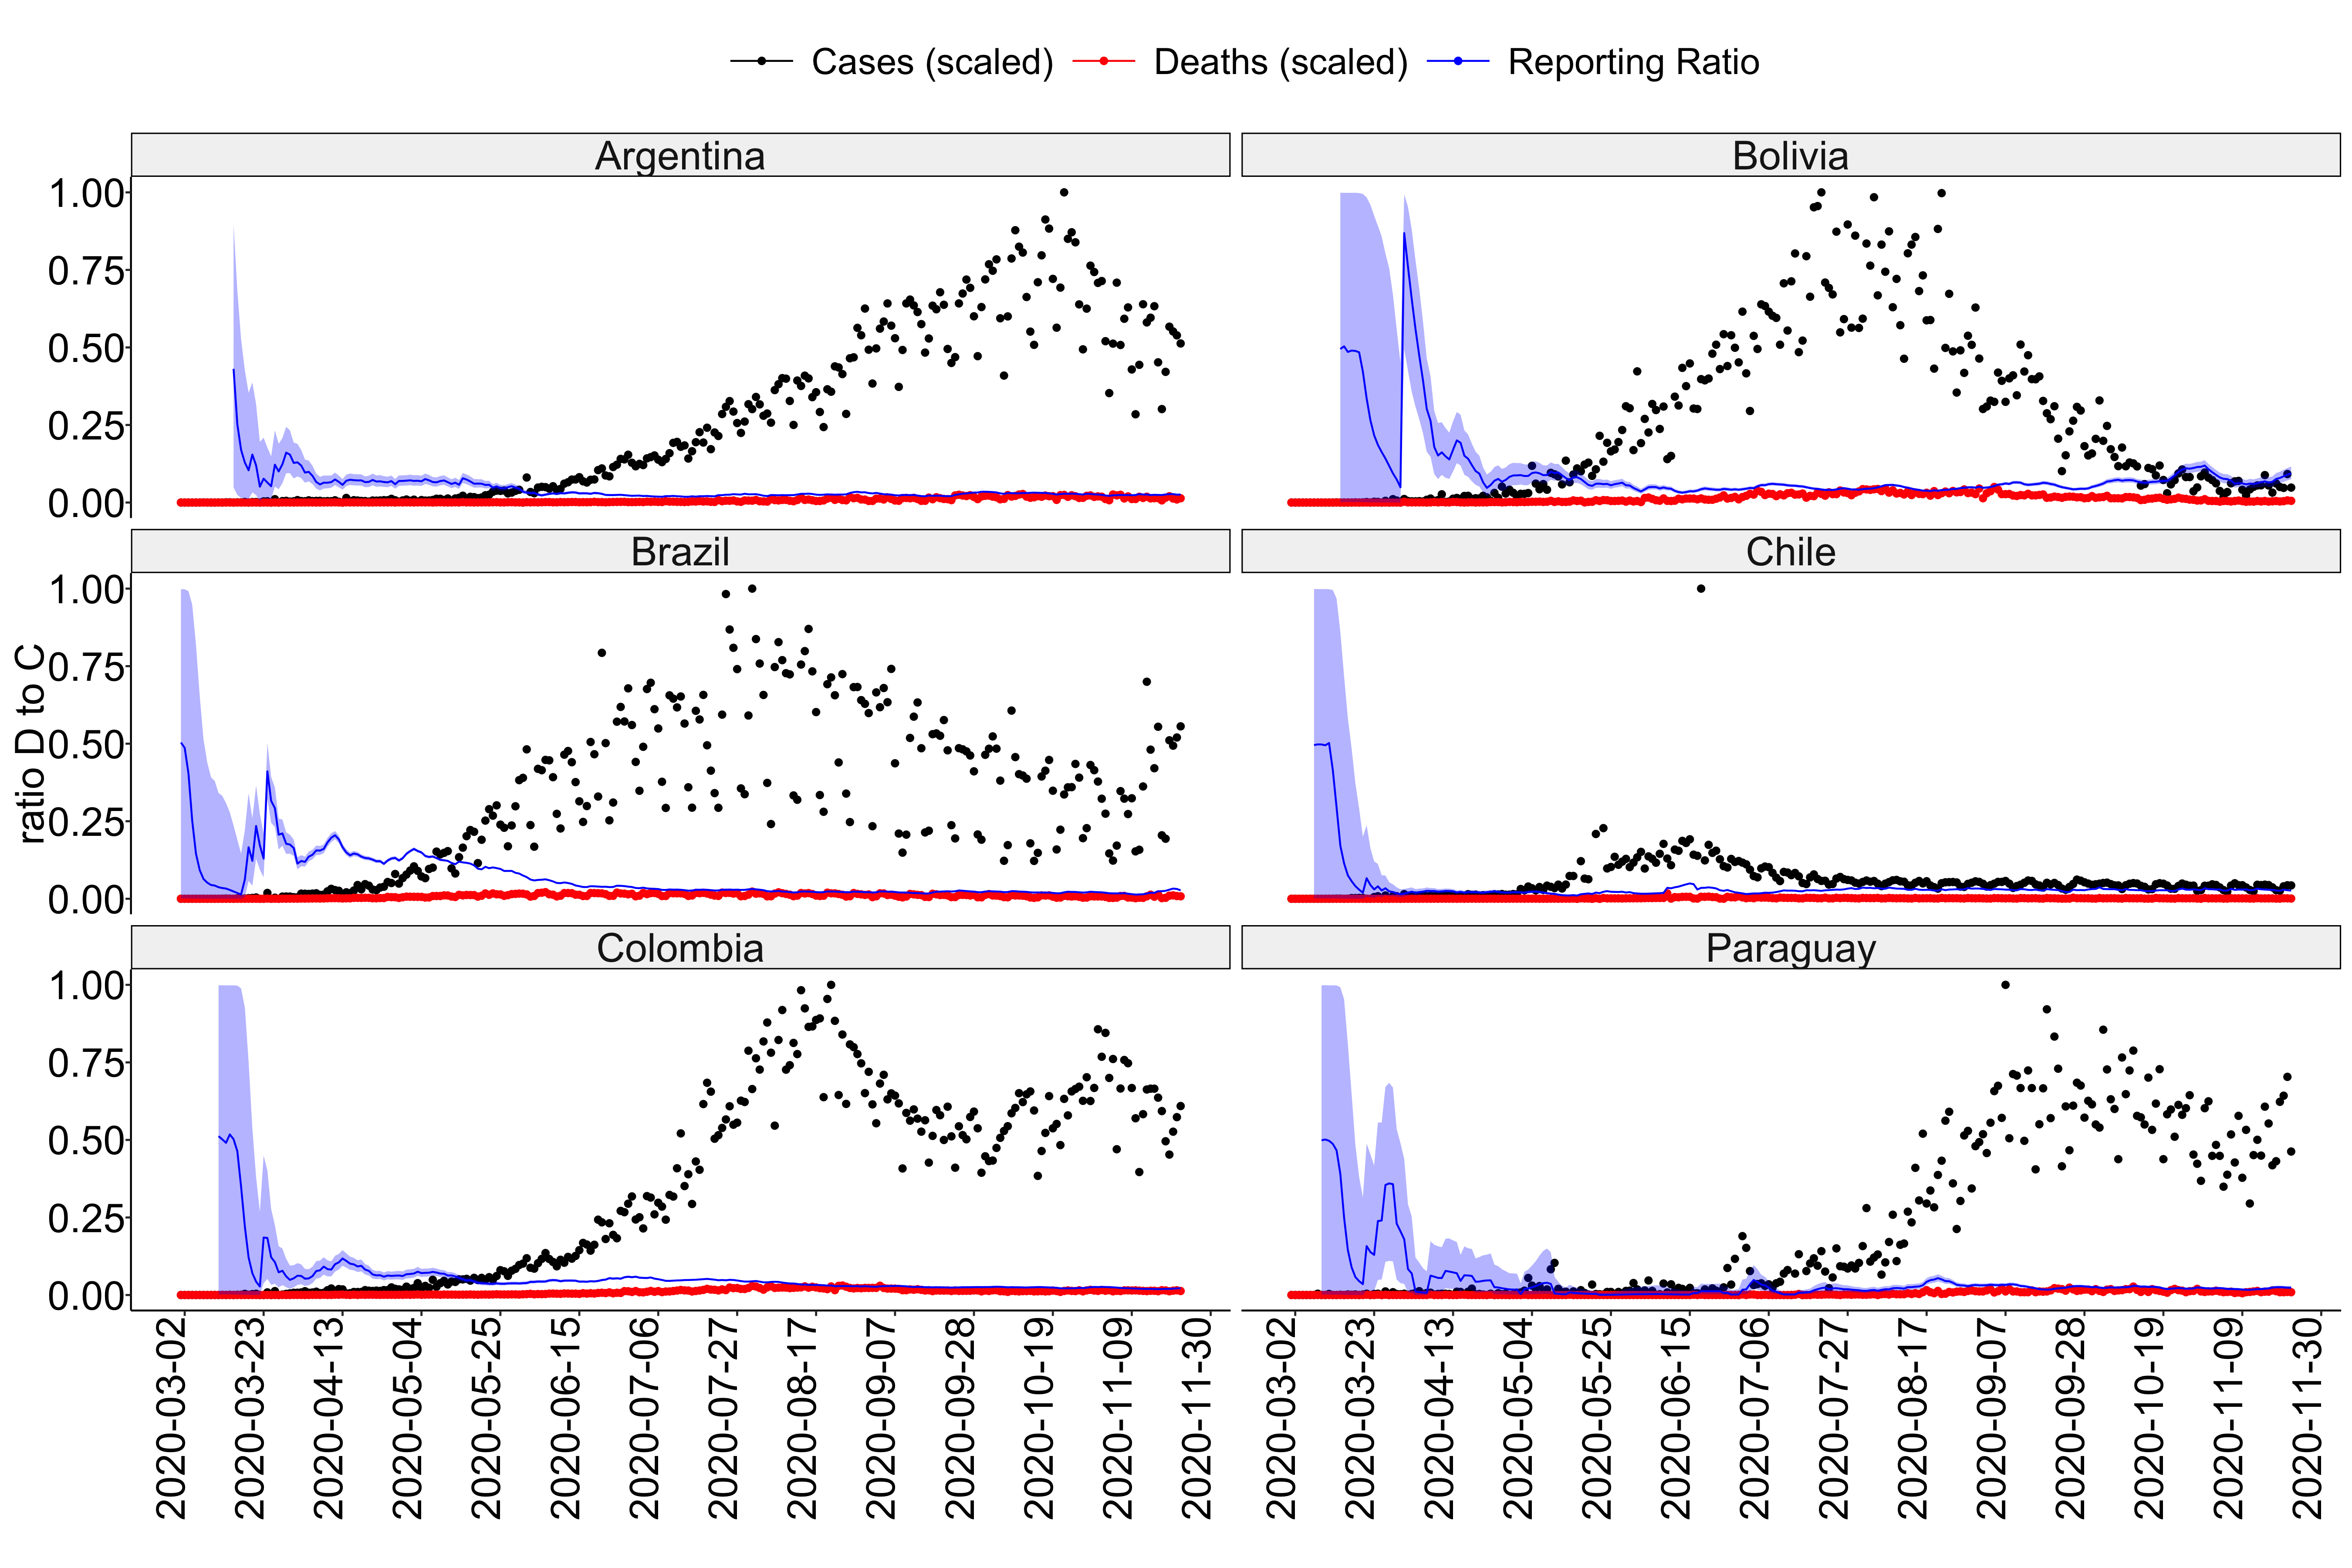 Cases (scaled) Deaths (scaled) Reporting Ratio
Argentina Bolivia
1.00
0.75
0.50
0.25
0.00
Brazil Chile
1.00
0.75
0.50
0.25
0.00
ratio D to C
Colombia Paraguay
1.00
0.75
0.50
0.25
0.00
2020-03-02 2020-03-23 2020-04-13 2020-05-04 2020-05-25 2020-06-15 2020-07-06 2020-07-27 2020-08-17 2020-09-07 2020-09-28 2020-10-19 2020-11-09 2020-11-30 2020-03-02 2020-03-23 2020-04-13 2020-05-04 2020-05-25 2020-06-15 2020-07-06 2020-07-27 2020-08-17 2020-09-07 2020-09-28 2020-10-19 2020-11-09 2020-11-30